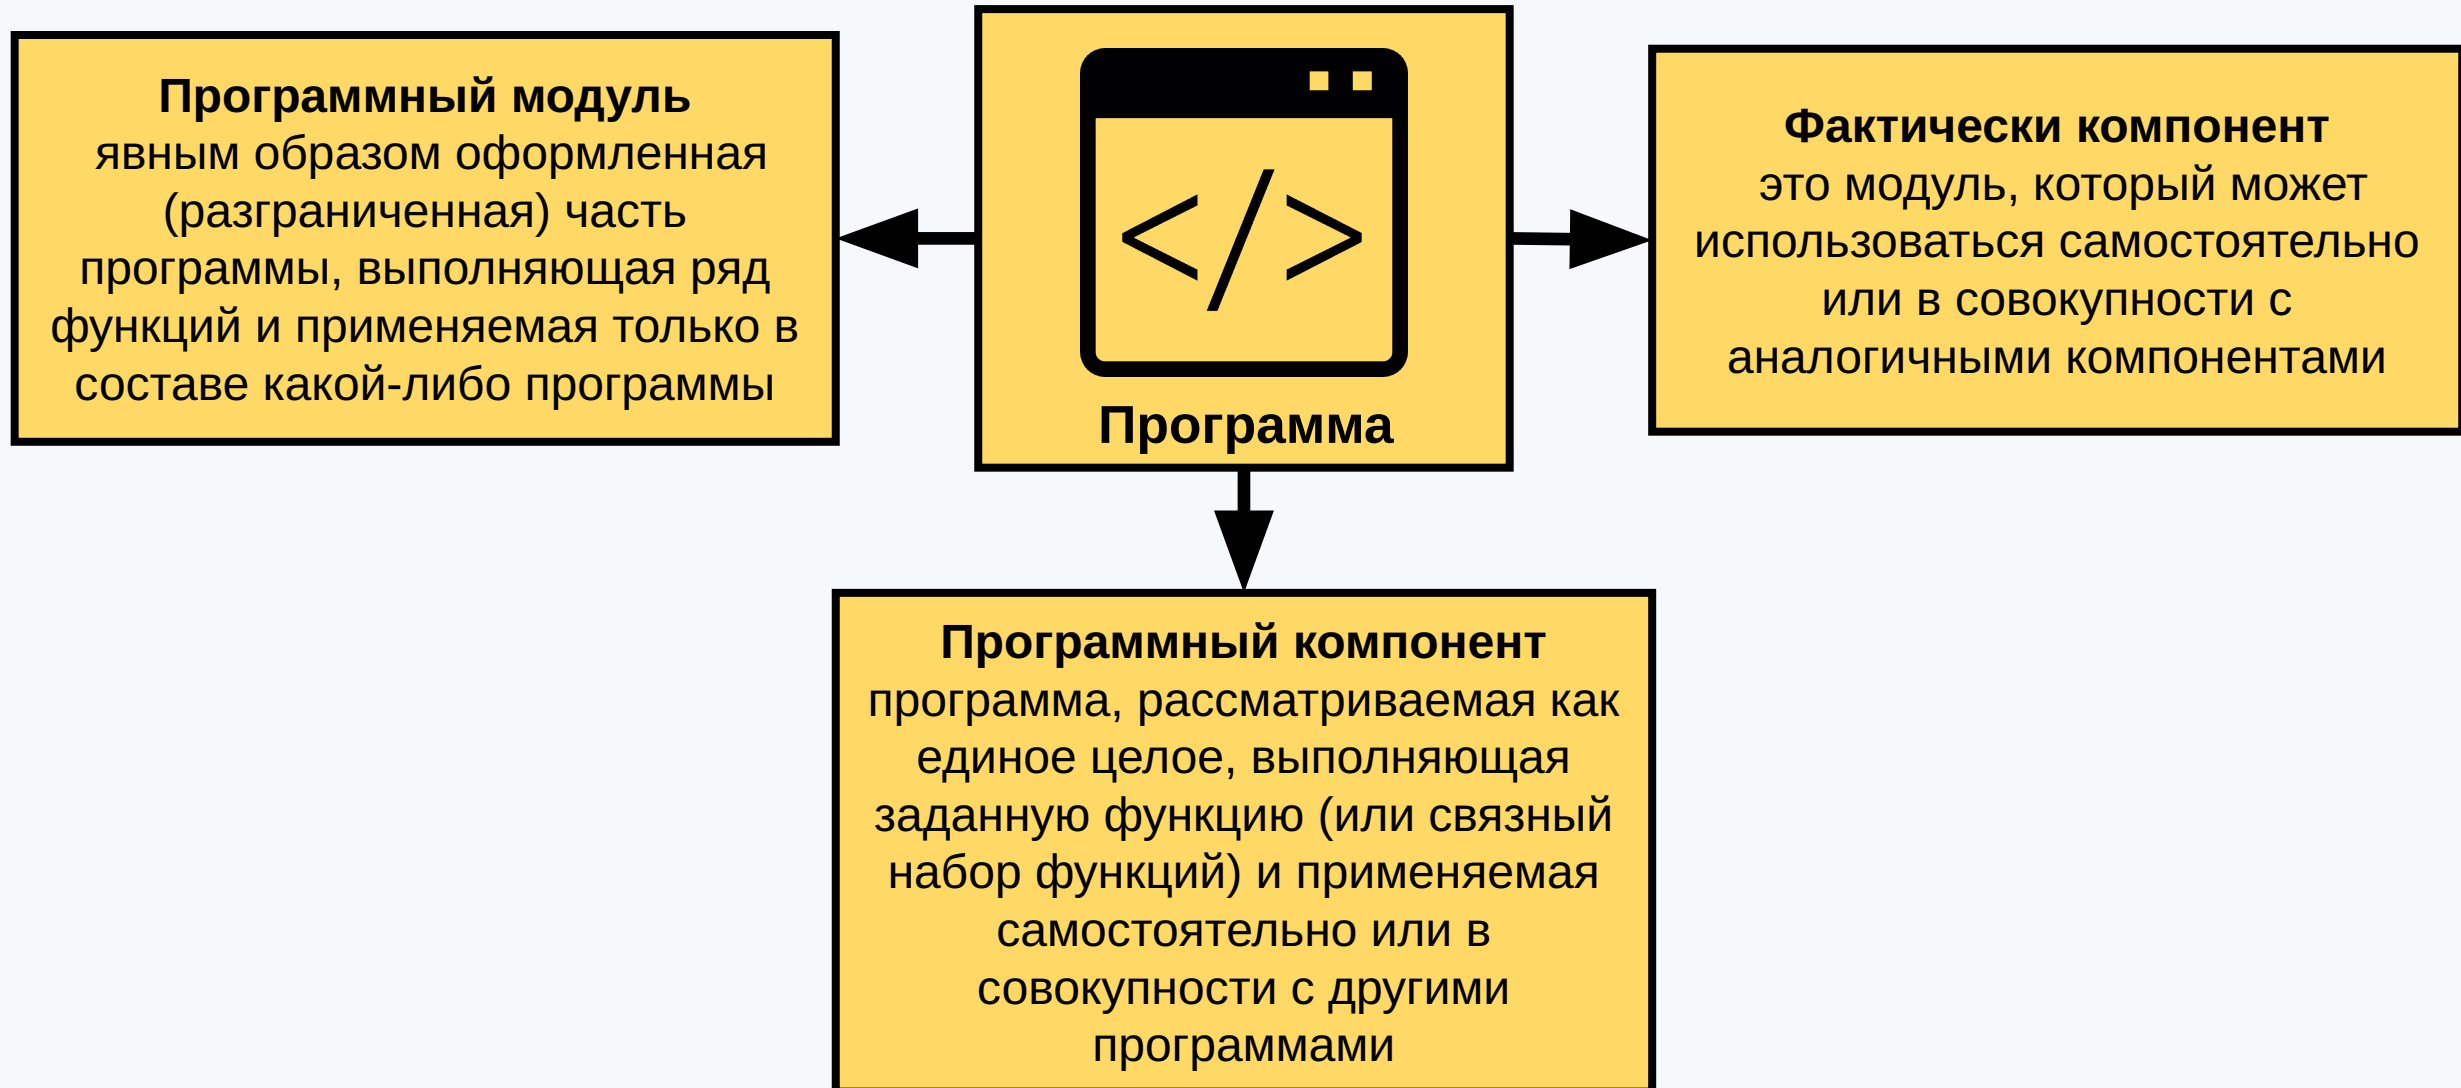 Программный модуль
явным образом оформленная
(разграниченная) часть
программы, выполняющая ряд
функций и применяемая только в
составе какой-либо программы
</>
Программа
Фактически компонент
это модуль, который может
использоваться самостоятельно
или в совокупности с
аналогичными компонентами
Программный компонент
программа, рассматриваемая как
единое целое, выполняющая
заданную функцию (или связный
набор функций) и применяемая
самостоятельно или в
совокупности с другими
программами